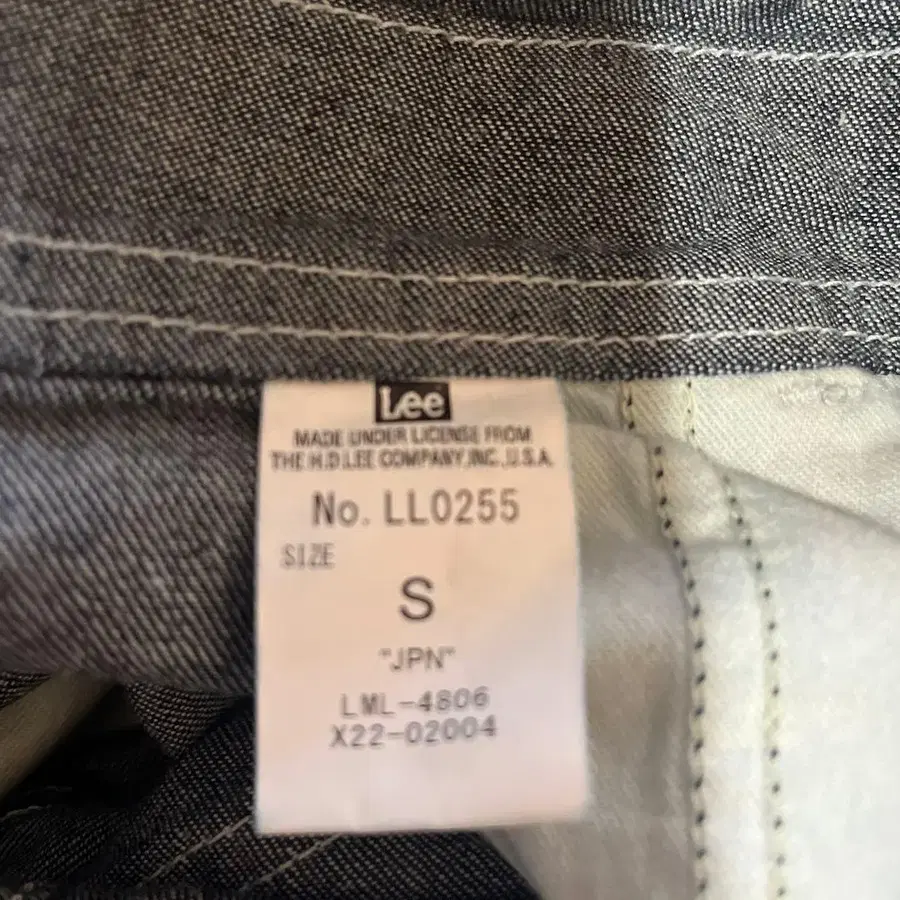 Lee
MADE UNDER LICENSE FROM
THE H.D.LEE COMPANY,INC.,U.S.A.
No. LL0255
SIZE
S
"JPN"
LML-4806
X22-02004